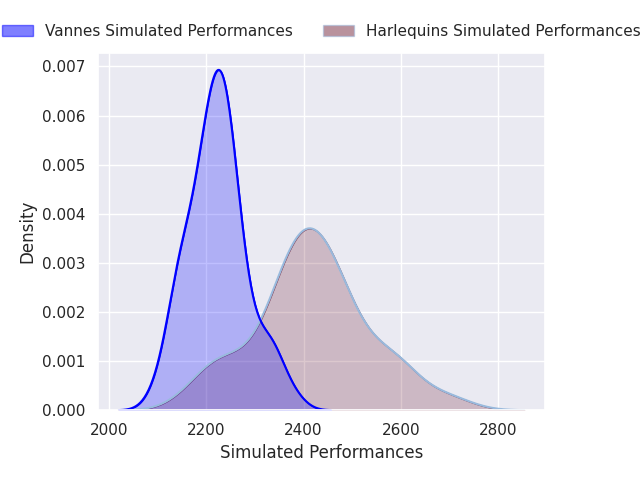 Vannes Simulated Performances
Harlequins Simulated Performances
0.007
0.006
0.005
0.004
0.003
0.002
0.001
0.000
Density
2000 2200 2400 2600 2800
Simulated Performances